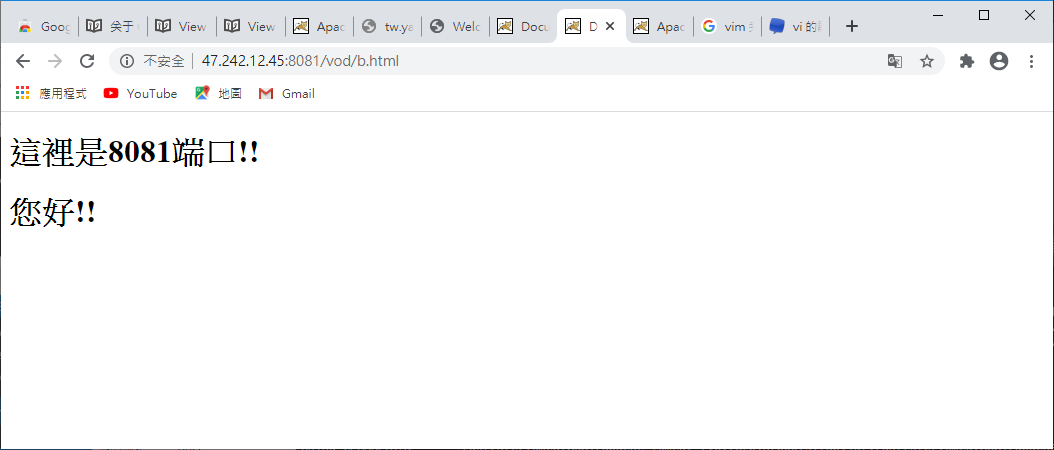 Goog
关于
View
View
Apac
tw.ya
Welc
Docu
D
Apac
vim
vi 的
不安全 | 47.242.12.45:8081/vod/b.html
應用程式 YouTube 地圖 Gmail
這裡是8081端口!!
您好!!